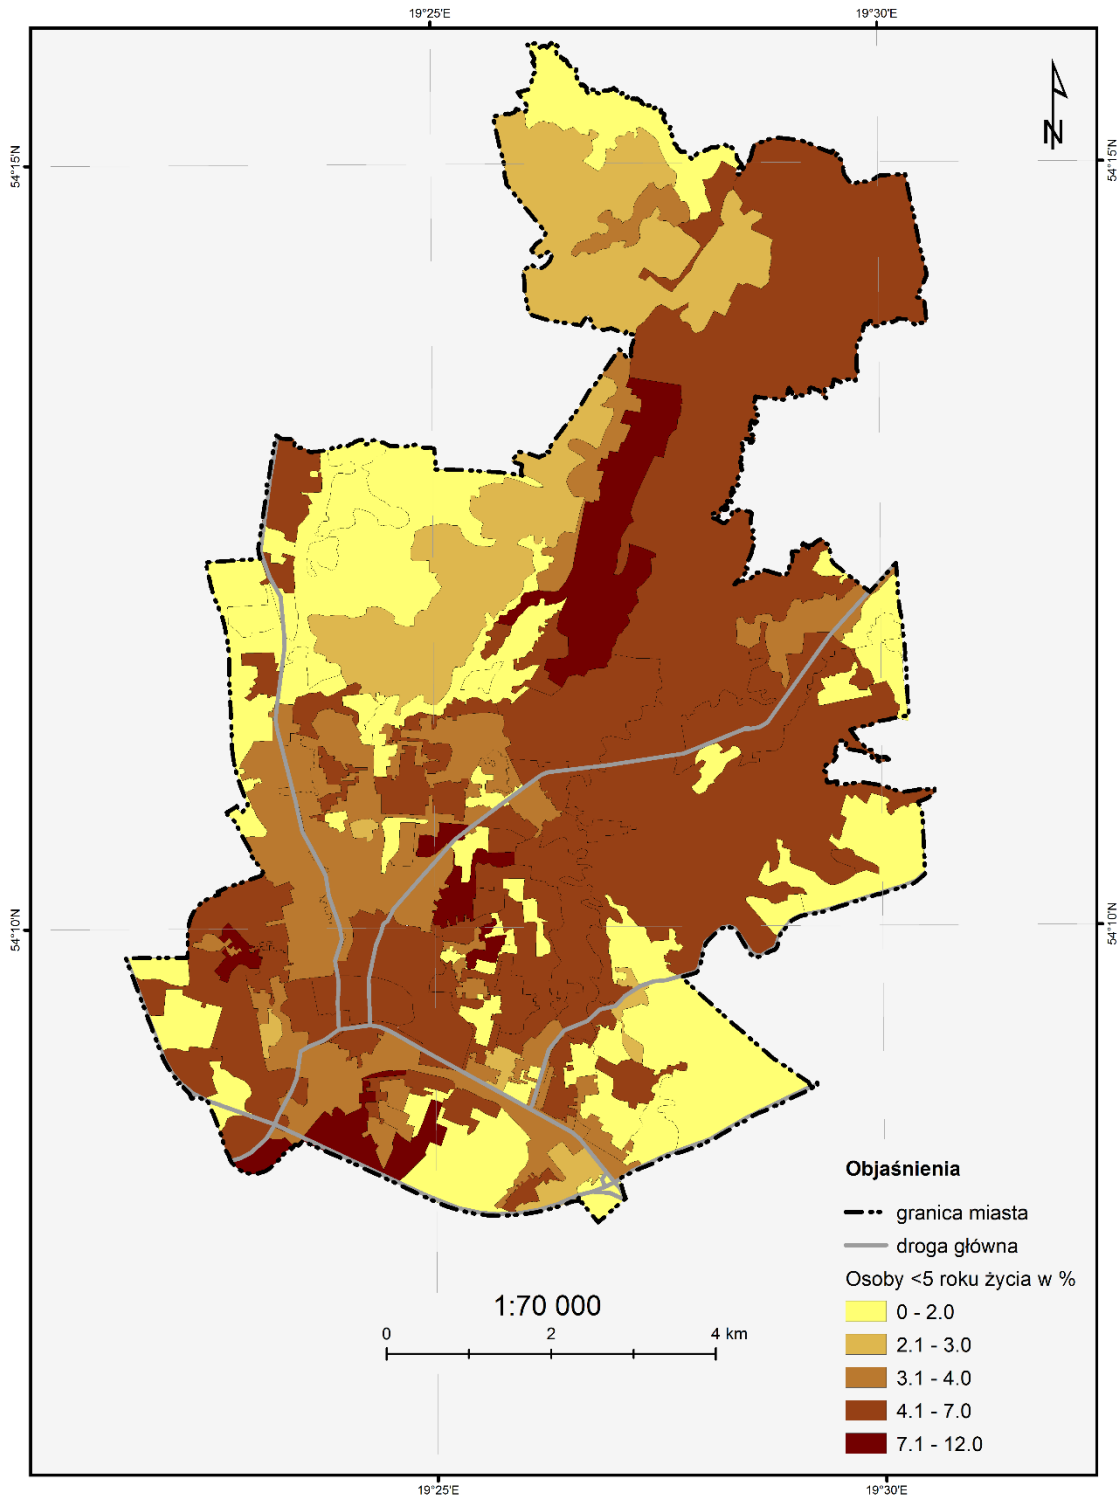 19°25'E
19°30'E
N
54°15'N
54°15'N
54°10'N
54°10'N
Objaśnienia
granica miasta
droga główna
Osoby <5 roku życia w %
0 - 2.0
2.1 - 3.0
3.1 - 4.0
4.1 - 7.0
7.1 - 12.0
1:70 000
0 2 4 km
19°25'E
19°30'E